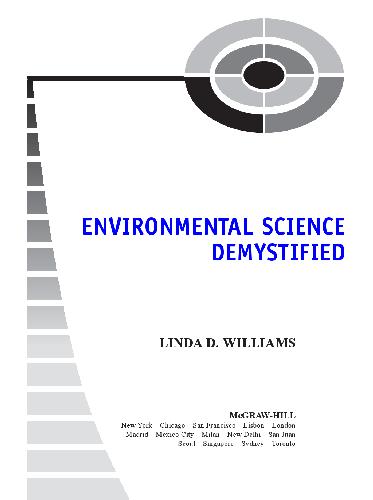 ENVIRONMENTAL SCIENCE
DEMYSTIFIED
LINDA D. WILLIAMS
McGRAW-HILL
New York Chicago San Francisco Lisbon London
Madrid Mexico City Milan New Delhi San Juan
Seoul Singapore Sydney Toronto